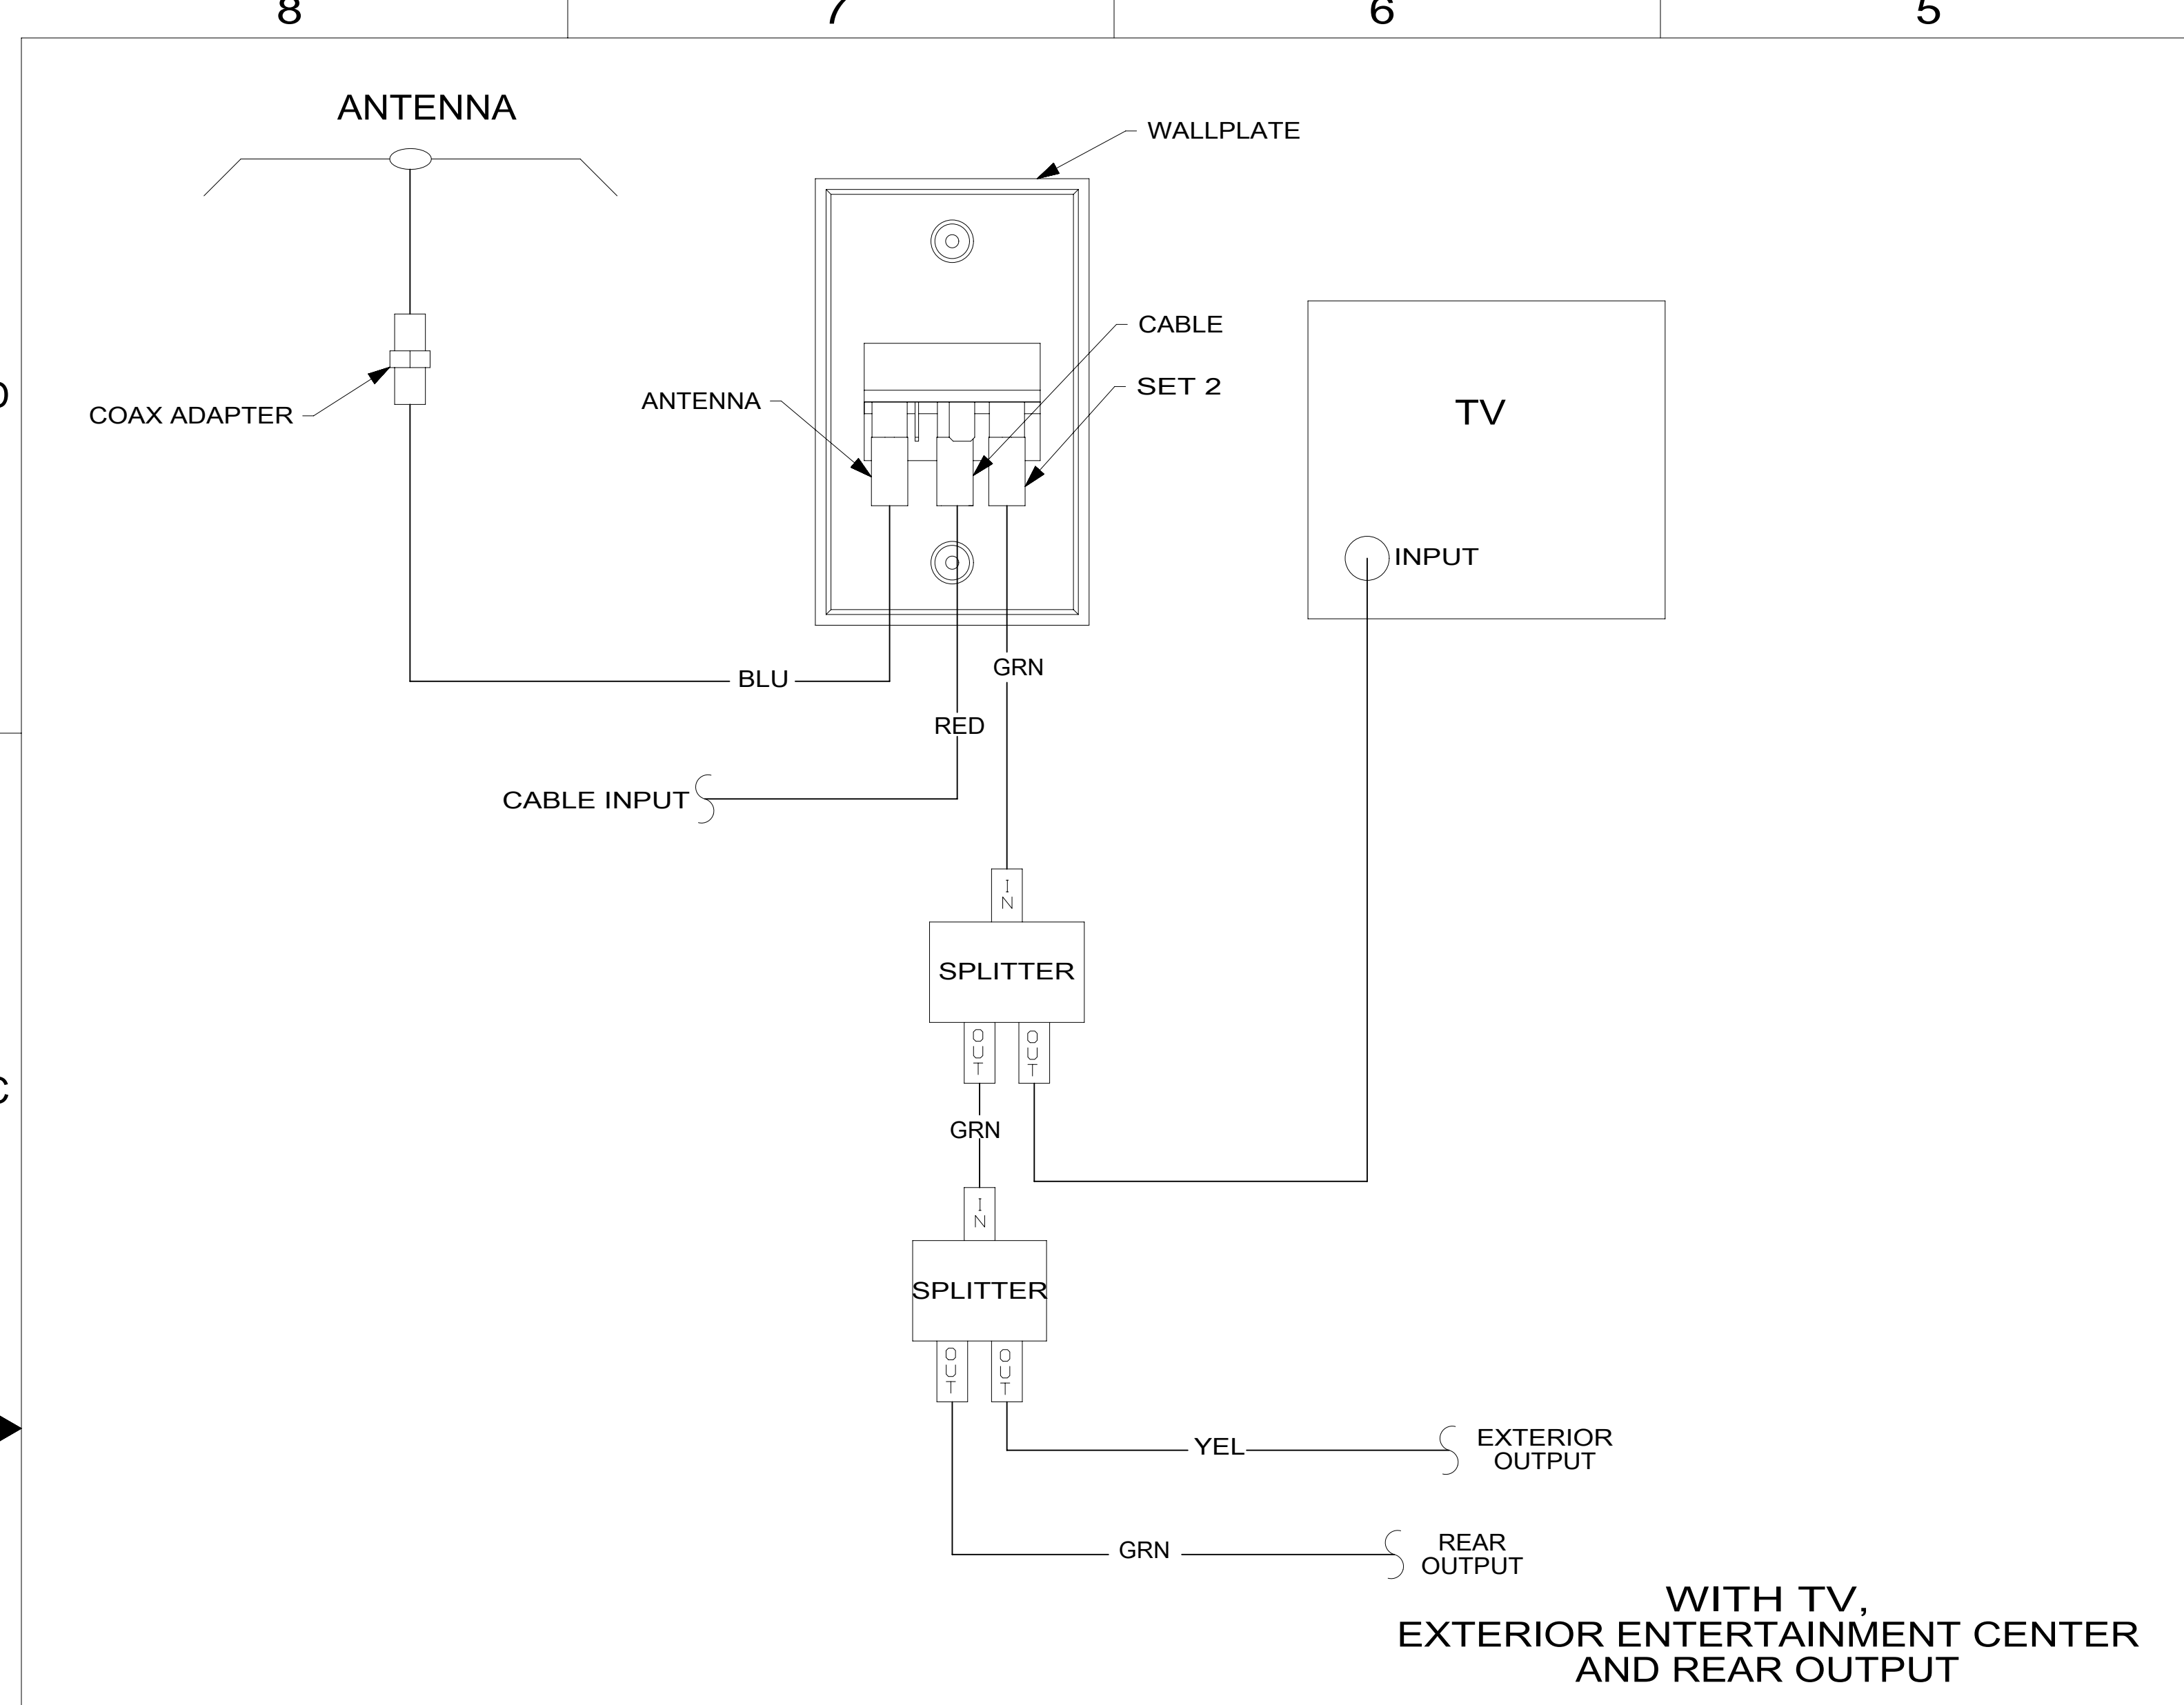 8
7
6
5
ANTENNA
WALLPLATE
CABLE
SET 2
ANTENNA
COAX ADAPTER
TV
INPUT
BLU
GRN
RED
CABLE INPUT
IN
SPLITTER
OUT
OUT
GRN
C
IN
SPLITTER
OUT
OUT
YEL
EXTERIOR
OUTPUT
GRN
REAR
OUTPUT
WITH TV,
EXTERIOR ENTERTAINMENT CENTER
AND REAR OUTPUT